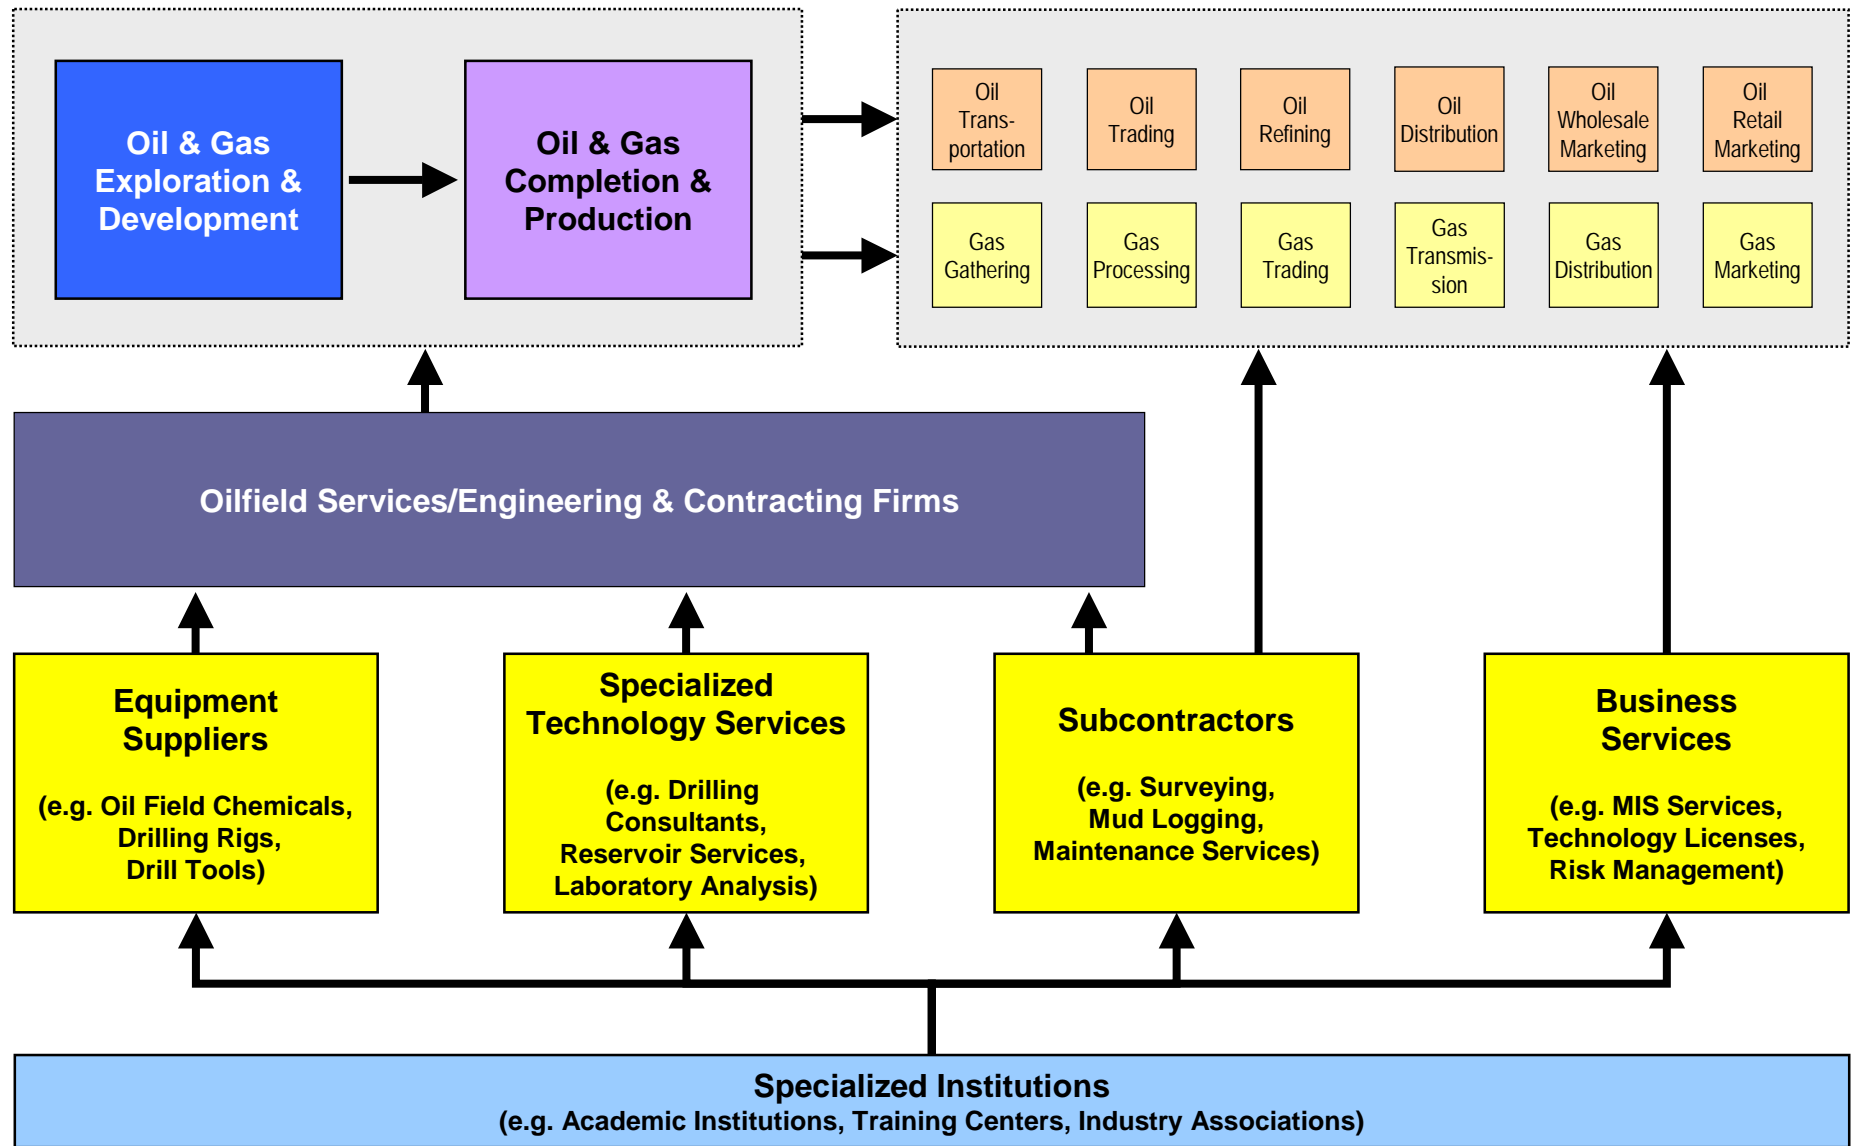 Oil & Gas
Exploration &
Development
Oil & Gas
Completion &
Production
Oil
Trans-
portation
Oil
Trading
Oil
Refining
Oil
Distribution
Oil
Wholesale
Marketing
Oil
Retail
Marketing
Gas
Gathering
Gas
Processing
Gas
Trading
Gas
Transmis-
sion
Gas
Distribution
Gas
Marketing
Oilfield Services/Engineering & Contracting Firms
Equipment
Suppliers
(e.g. Oil Field Chemicals,
Drilling Rigs,
Drill Tools)
Specialized
Technology Services
(e.g. Drilling
Consultants,
Reservoir Services,
Laboratory Analysis)
Subcontractors
(e.g. Surveying,
Mud Logging,
Maintenance Services)
Business
Services
(e.g. MIS Services,
Technology Licenses,
Risk Management)
Specialized Institutions
(e.g. Academic Institutions, Training Centers, Industry Associations)